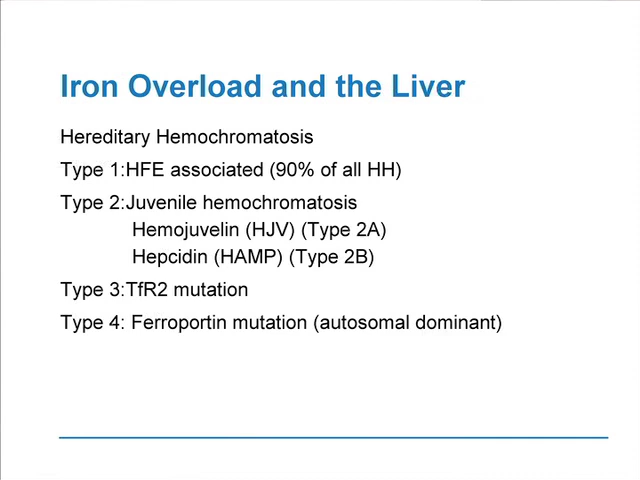 Iron Overload and the Liver
Hereditary Hemochromatosis
Type 1:HFE associated (90% of all HH)
Type 2:Juvenile hemochromatosis
Hemojuvelin (HJV) (Type 2A)
Hepcidin (HAMP) (Type 2B)
Type 3:TfR2 mutation
Type 4: Ferroportin mutation (autosomal dominant)